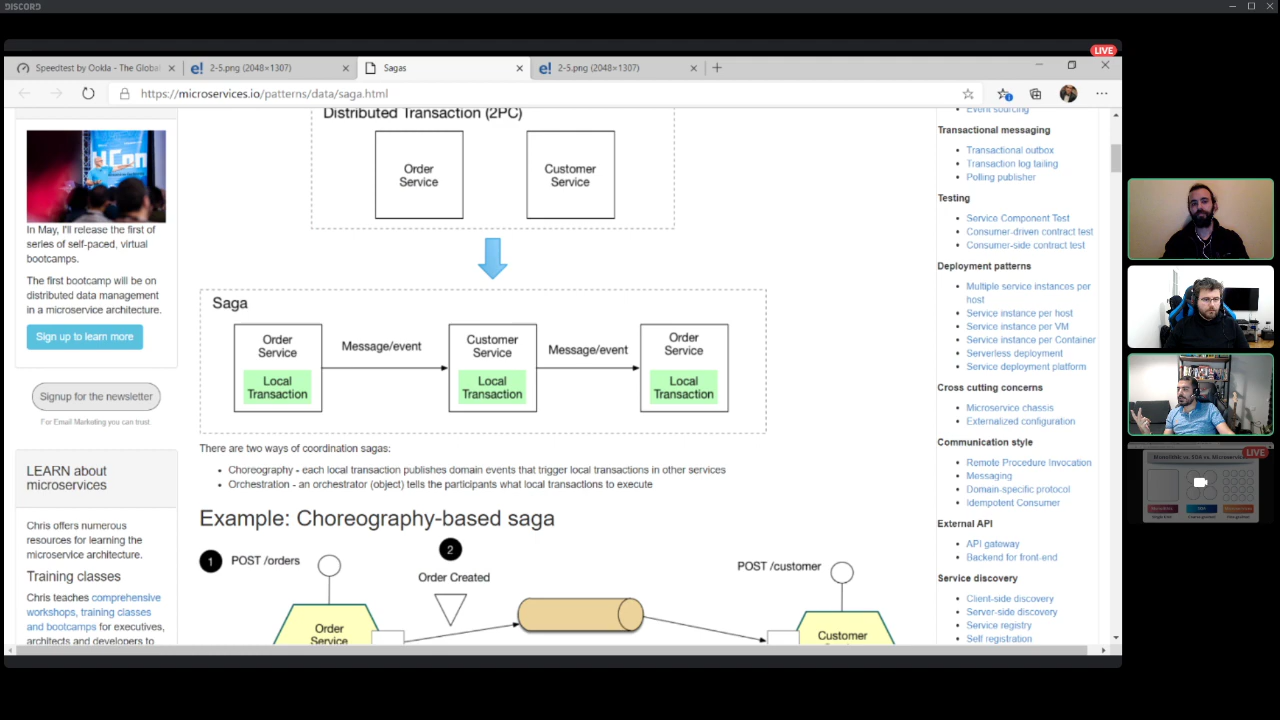 DISCORD
LIVE
Speedtest by Ookla - The Global
2-5.png (2048×1307)
Sagas
2-5.png (2048×1307)
https://microservices.io/patterns/data/saga.html
In May, I'll release the first of
series of self-paced, virtual
bootcamps.
The first bootcamp will be on
distributed data management
in a microservice architecture.
Sign up to learn more
Signup for the newsletter
For Email Marketing you can trust.
LEARN about
microservices
Chris offers numerous
resources for learning the
microservice architecture.
Training classes
Chris teaches comprehensive
workshops, training classes
and bootcamps for executives,
architects and developers to
Distributed Transaction (2PC)
Order
Service
Customer
Service
Saga
Order
Service
Local
Transaction
Message/event
Customer
Service
Local
Transaction
Message/event
Order
Service
Local
Transaction
There are two ways of coordination sagas:
• Choreography - each local transaction publishes domain events that trigger local transactions in other services
• Orchestration - an orchestrator (object) tells the participants what local transactions to execute
Example: Choreography-based saga
1
POST /orders
2
Order Created
POST /customer
Order
Service
Customer
Event sourcing
Transactional messaging
• Transactional outbox
• Transaction log tailing
• Polling publisher
Testing
• Service Component Test
• Consumer-driven contract test
• Consumer-side contract test
Deployment patterns
• Multiple service instances per
host
• Service instance per host
• Service instance per VM
• Service instance per Container
• Serverless deployment
• Service deployment platform
Cross cutting concerns
• Microservice chassis
• Externalized configuration
Communication style
• Remote Procedure Invocation
• Messaging
• Domain-specific protocol
• Idempotent Consumer
External API
• API gateway
• Backend for front-end
Service discovery
• Client-side discovery
• Server-side discovery
• Service registry
• Self registration
LIVE
Monolithic vs. SOA vs. Microservices